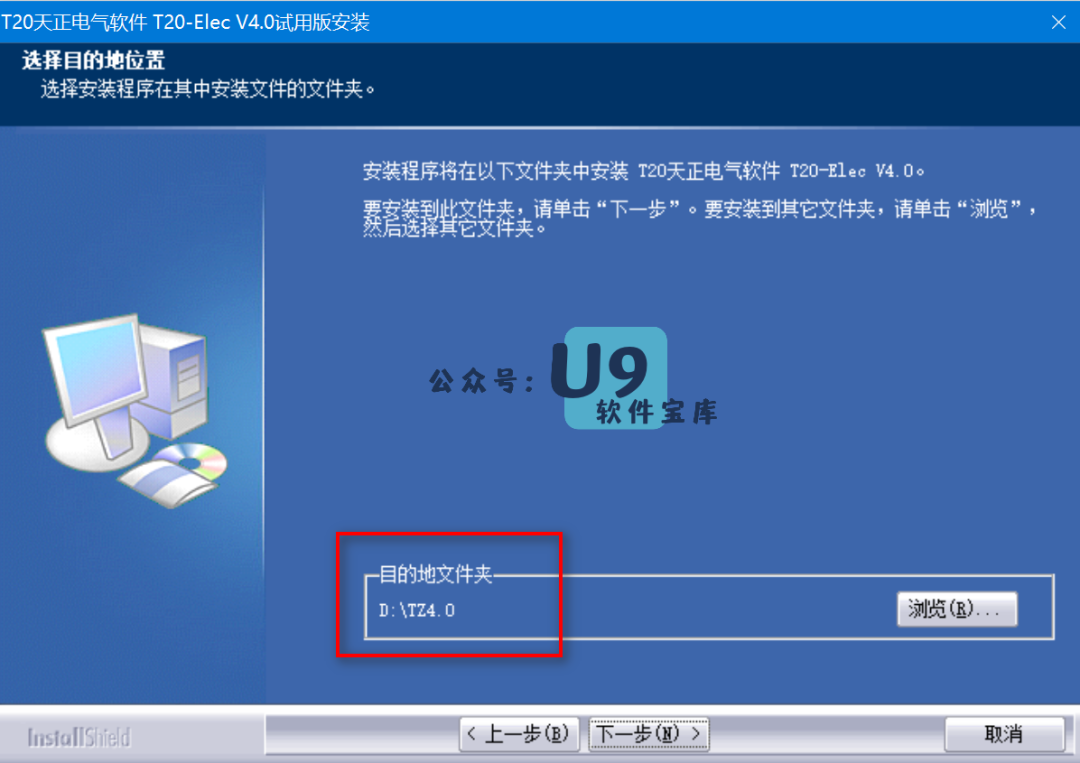 T20天正电气软件 T20-Elec V4.0试用版安装
选择目的地位置
选择安装程序在其中安装文件的文件夹。
安装程序将在以下文件夹中安装 T20天正电气软件 T20-Elec V4.0。
要安装到此文件夹，请单击“下一步”。要安装到其它文件夹，请单击“浏览”，
然后选择其它文件夹。
公众号：U9
软件宝库
目的地文件夹
D:\TZ4.0
浏览(R)...
InstallShield
< 上一步(B)
下一步(N) >
取消